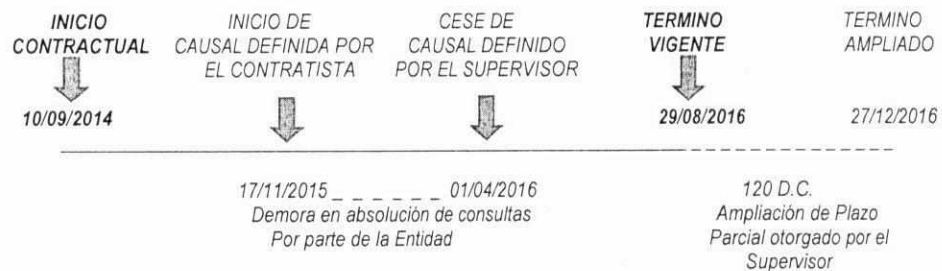 INICIO
CONTRACTUAL
10/09/2014
INICIO DE
CAUSAL DEFINIDA POR
EL CONTRATISTA
CESE DE
CAUSAL DEFINIDO
POR EL SUPERVISOR
TERMINO
VIGENTE
29/08/2016
TERMINO
AMPLIADO
27/12/2016
17/11/2015 _ _ _ _ _ _ 01/04/2016
Demora en absolución de consultas
Por parte de la Entidad
120 D.C.
Ampliación de Plazo
Parcial otorgado por el
Supervisor